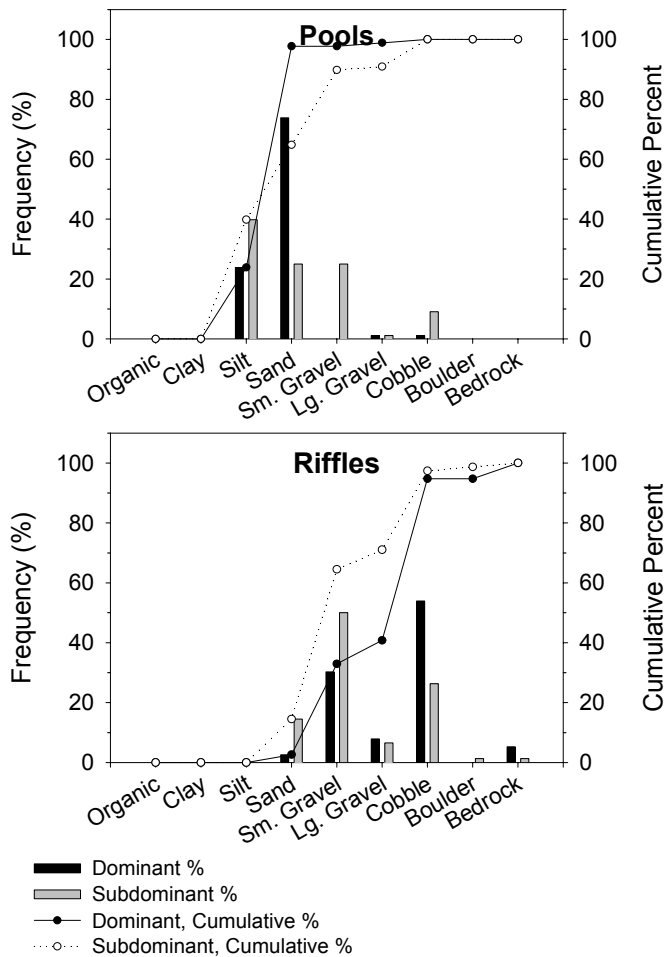 Pools
100 100
80 80
60 60
40 40
20 20
0 0
Frequency (%)
Cumulative Percent
Organic
Clay
Silt
Sand
Sm. Gravel
Lg. Gravel
Cobble
Boulder
Bedrock
Riffles
100 100
80 80
60 60
40 40
20 20
0 0
Frequency (%)
Cumulative Percent
Organic
Clay
Silt
Sand
Sm. Gravel
Lg. Gravel
Cobble
Boulder
Bedrock
Dominant %
Subdominant %
Dominant, Cumulative %
Subdominant, Cumulative %